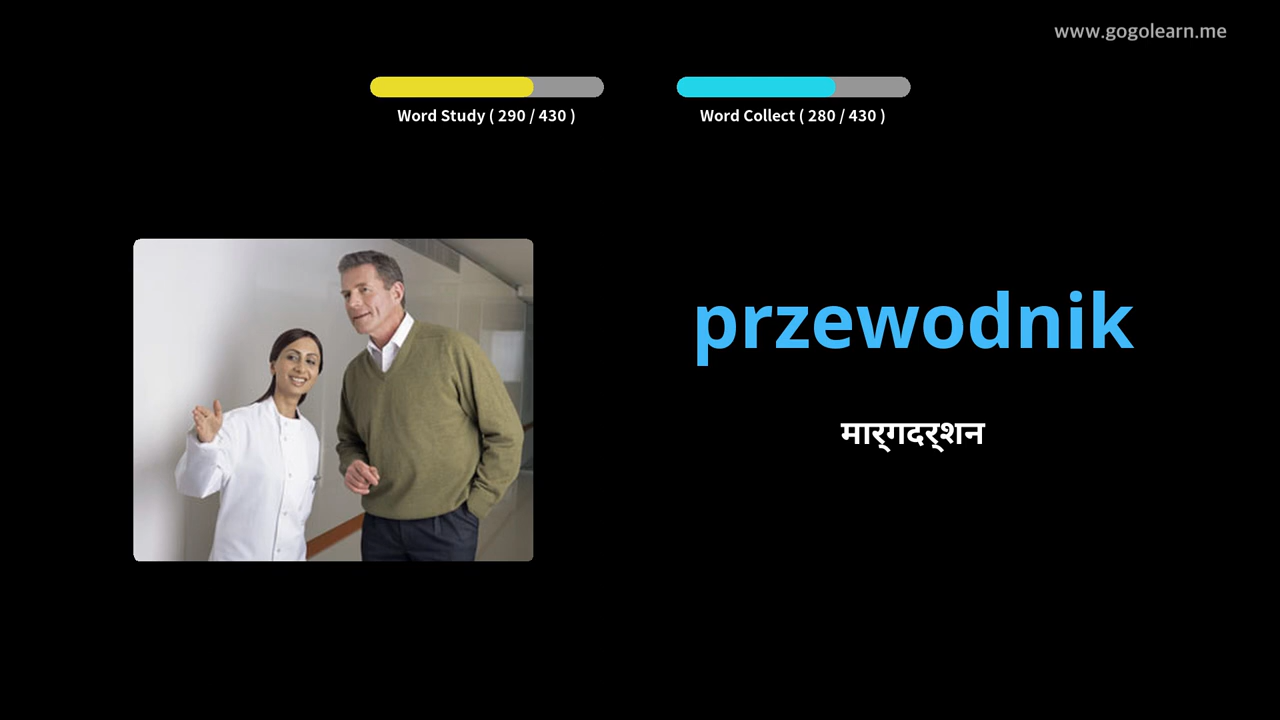 www.gogolearn.me
Word Study ( 290 / 430 )
Word Collect ( 280 / 430 )
przewodnik
मार्गदर्शन